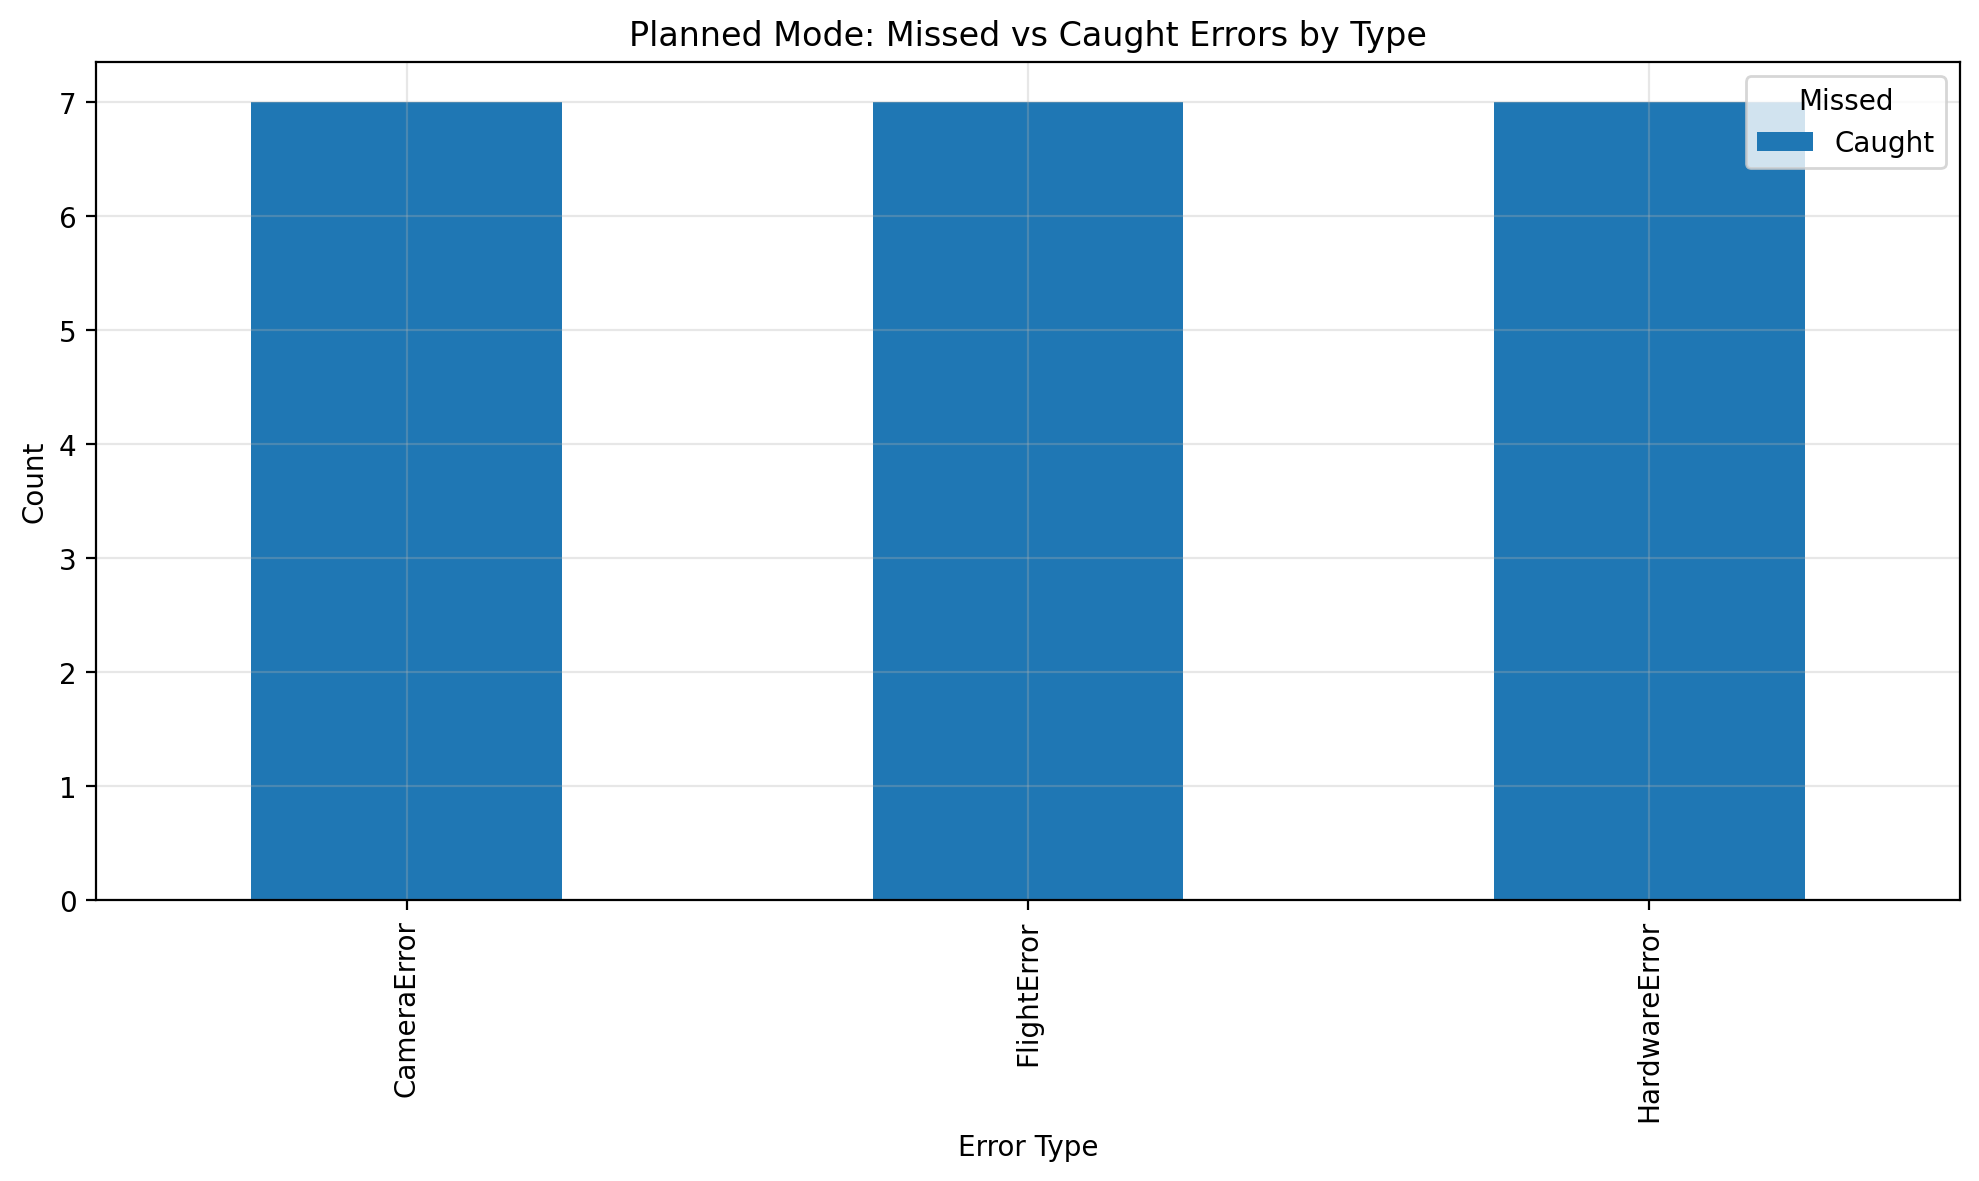 Planned Mode: Missed vs Caught Errors by Type
Missed
Caught
7
6
5
4
3
2
1
0
Count
CameraError
FlightError
HardwareError
Error Type